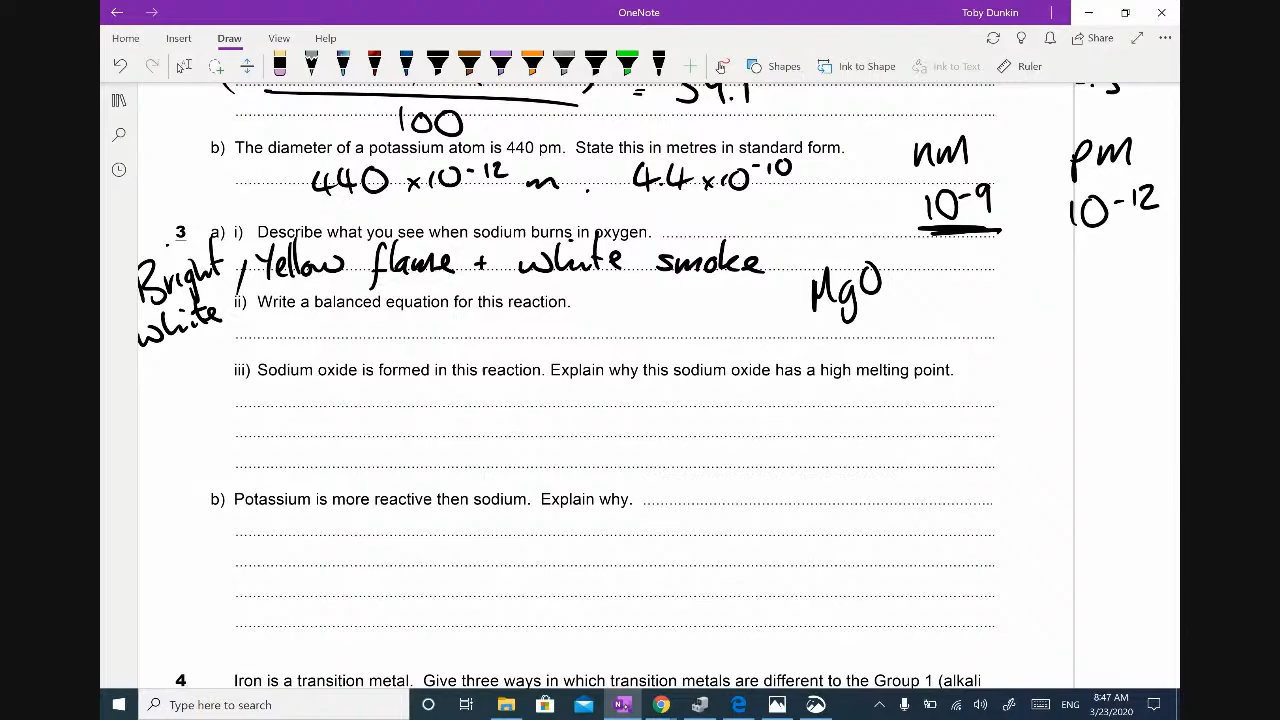 OneNote
Toby Dunkin
Home Insert Draw View Help
Share
Shapes Ink to Shape Ink to Text Ruler
= 39.1
100
b) The diameter of a potassium atom is 440 pm. State this in metres in standard form.
440 × 10-12 m . 4.4 × 10-10
nm pm
10-9 10-12
3 a) i) Describe what you see when sodium burns in oxygen.
Bright white, Yellow flame + white smoke
MgO
ii) Write a balanced equation for this reaction.
iii) Sodium oxide is formed in this reaction. Explain why this sodium oxide has a high melting point.
b) Potassium is more reactive then sodium. Explain why.
4 Iron is a transition metal. Give three ways in which transition metals are different to the Group 1 (alkali
Type here to search
ENG
8:47 AM
3/23/2020